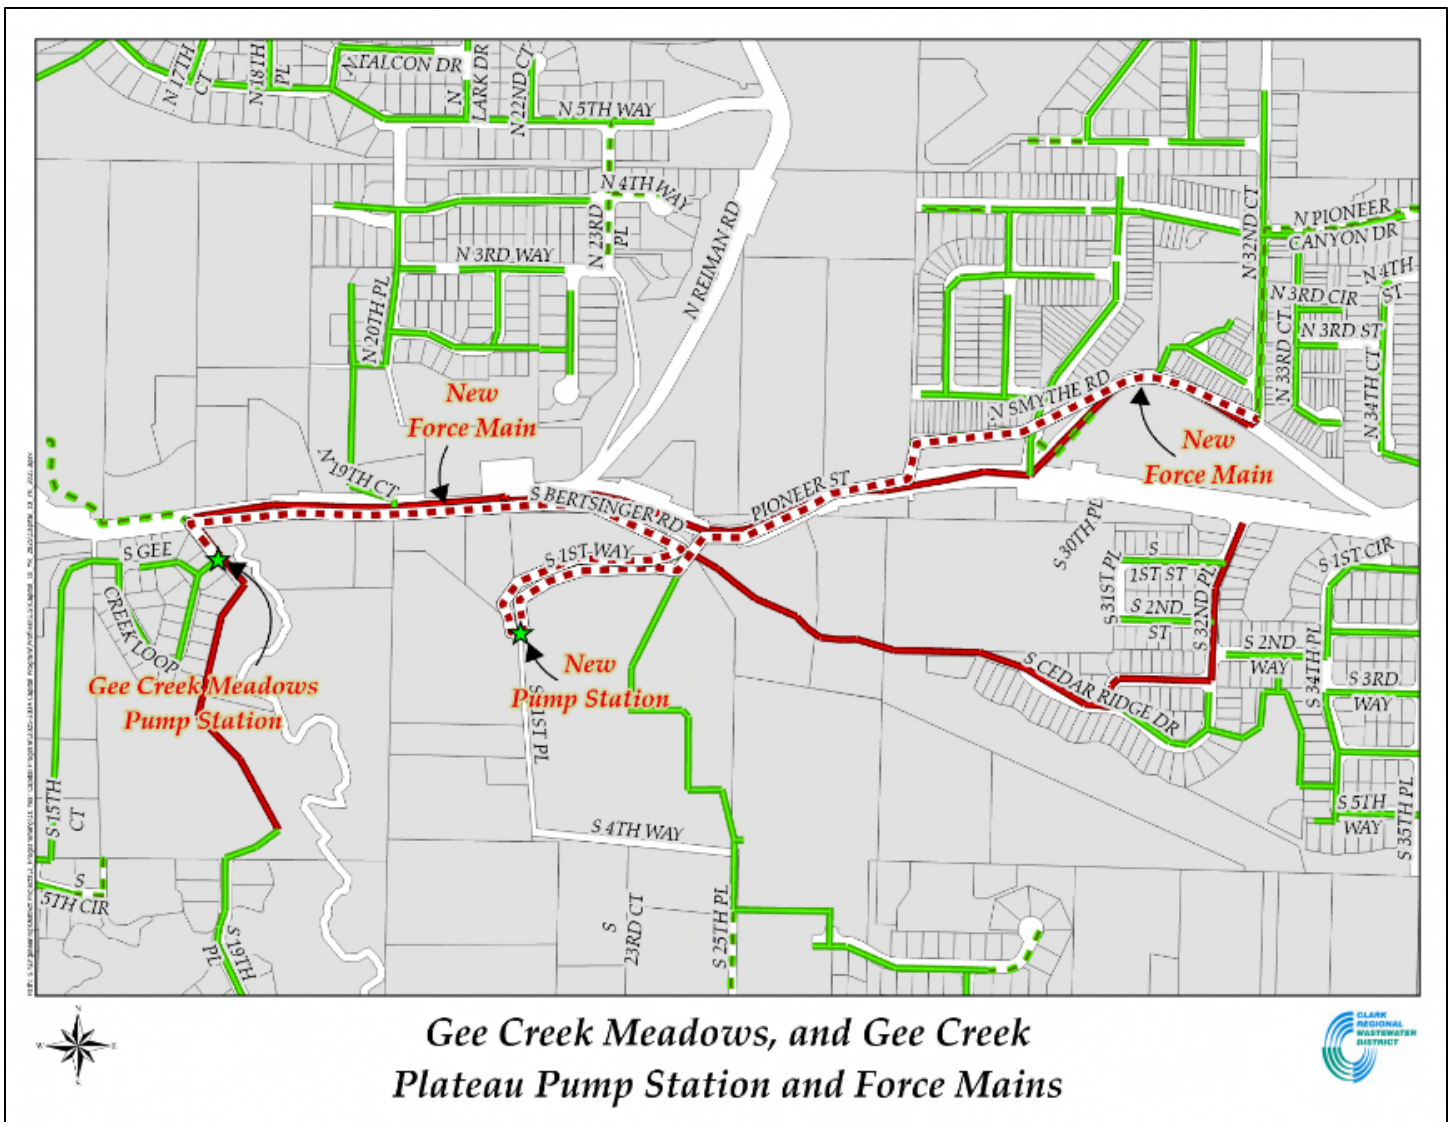 N 17TH
CT
N 18TH
PL
N
FALCON DR
N
LARK DR
N 22ND CT
N 5TH WAY
N 4TH WAY
N 23RD
PL
N 3RD WAY
N 20TH PL
N REIMAN RD
N 32ND CT
N PIONEER
CANYON DR
N 4TH
ST
N 3RD CIR
N 3RD ST
N 33RD CT
N 34TH CT
N SMYTHE RD
New
Force Main
New
Force Main
N 19TH CT
S BERTSINGER RD
PIONEER ST
S 1ST WAY
S GEE
CREEK LOOP
S 30TH PL
S 31ST PL
S
1ST ST
S 2ND
ST
S 32ND PL
S 1ST CIR
S 2ND
WAY
S 34TH PL
S 3RD
WAY
S CEDAR RIDGE DR
Gee Creek Meadows
Pump Station
New
Pump Station
S 21ST PL
S 15TH
CT
S 4TH WAY
S 5TH
WAY
S 35TH PL
S
5TH CIR
S 19TH
PL
S
23RD CT
S 25TH PL
N
W
E
S
Gee Creek Meadows, and Gee Creek
Plateau Pump Station and Force Mains
CLARK
REGIONAL
WASTEWATER
DISTRICT